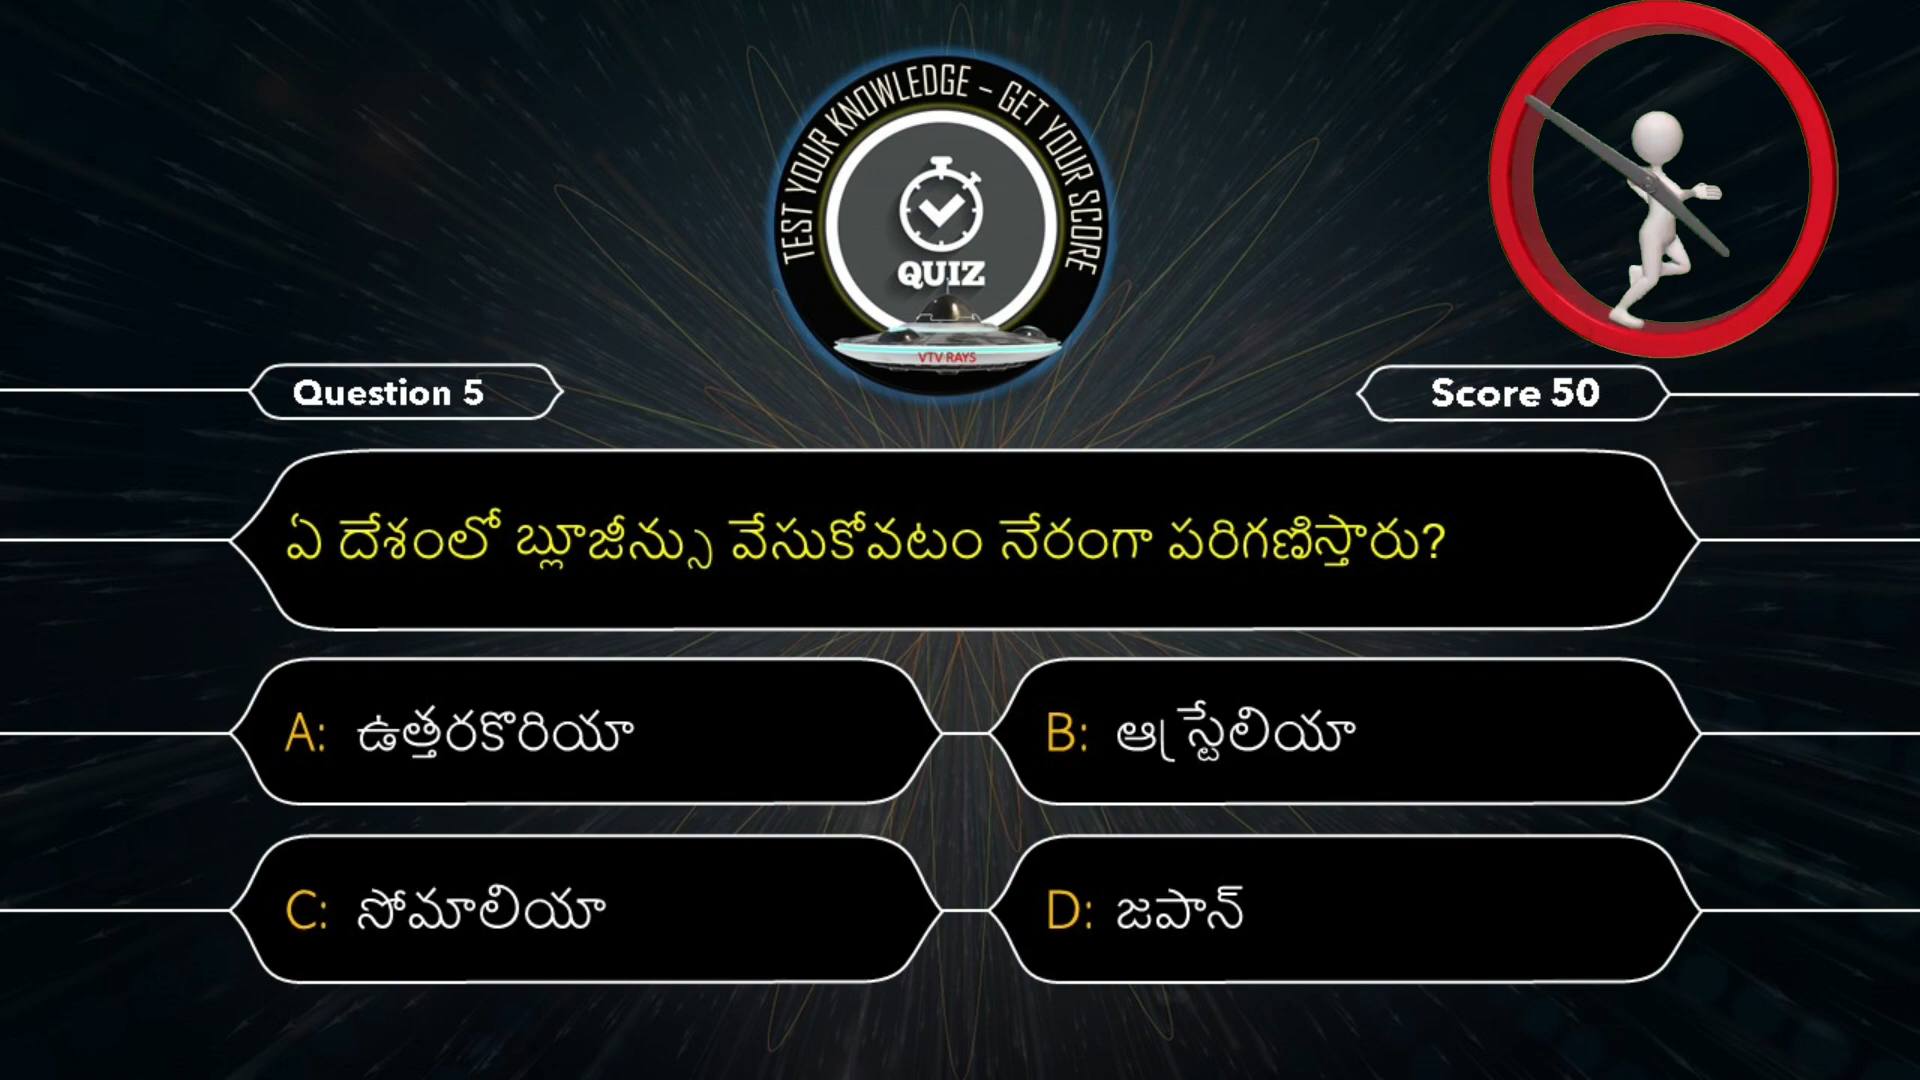 TEST YOUR KNOWLEDGE – GET YOUR SCORE
QUIZ
VTV RAYS
Question 5
Score 50
ఏ దేశంలో బ్లూజీన్సు వేసుకోవటం నేరంగా పరిగణిస్తారు?
A: ఉత్తరకొరియా
B: ఆస్ట్రేలియా
C: సోమాలియా
D: జపాన్